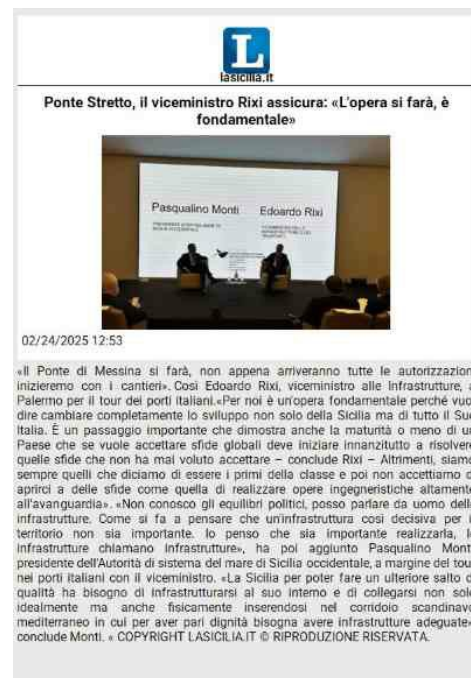 L
lasicilia.it
Ponte Stretto, il viceministro Rixi assicura: «L'opera si farà, è
fondamentale»
Pasqualino Monti
Edoardo Rixi
02/24/2025 12:53
«Il Ponte di Messina si farà, non appena arriveranno tutte le autorizzazion
inizieremo con i cantieri». Così Edoardo Rixi, viceministro alle Infrastrutture, a
Palermo per il tour dei porti italiani.«Per noi è un'opera fondamentale perché vuo
dire cambiare completamente lo sviluppo non solo della Sicilia ma di tutto il Sud
Italia. È un passaggio importante che dimostra anche la maturità o meno di un
Paese che se vuole accettare sfide globali deve iniziare innanzitutto a risolvere
quelle sfide che non ha mai voluto accettare – conclude Rixi – Altrimenti, siamo
sempre quelli che diciamo di essere i primi della classe e poi non accettiamo d
aprirci a delle sfide come quella di realizzare opere ingegneristiche altamente
all'avanguardia». «Non conosco gli equilibri politici, posso parlare da uomo delle
infrastrutture. Come si fa a pensare che un'infrastruttura così decisiva per i
territorio non sia importante. Io penso che sia importante realizzarla, le
infrastrutture chiamano infrastrutture», ha poi aggiunto Pasqualino Monti
presidente dell'Autorità di sistema del mare di Sicilia occidentale, a margine del tour
nei porti italiani con il viceministro. «La Sicilia per poter fare un ulteriore salto d
qualità ha bisogno di infrastrutturarsi al suo interno e di collegarsi non solo
idealmente ma anche fisicamente inserendosi nel corridoio scandinavo
mediterraneo in cui per aver pari dignità bisogna avere infrastrutture adeguate»
conclude Monti. « COPYRIGHT LASICILIA.IT © RIPRODUZIONE RISERVATA.